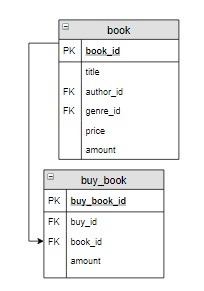 book
PK book_id
title
FK author_id
FK genre_id
price
amount
buy_book
PK buy_book_id
FK buy_id
FK book_id
amount